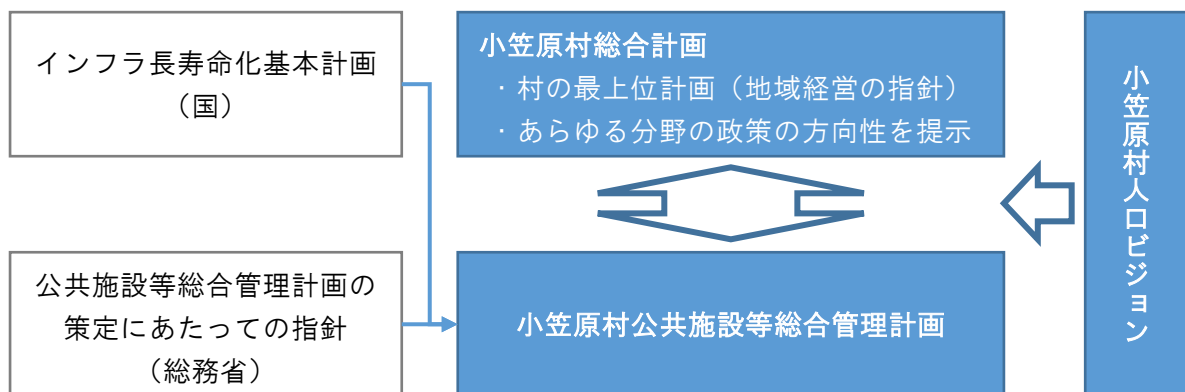 インフラ長寿命化基本計画
（国）
小笠原村総合計画
・村の最上位計画（地域経営の指針）
・あらゆる分野の政策の方向性を提示
小笠原村人口ビジョン
公共施設等総合管理計画の
策定にあたっての指針
（総務省）
小笠原村公共施設等総合管理計画